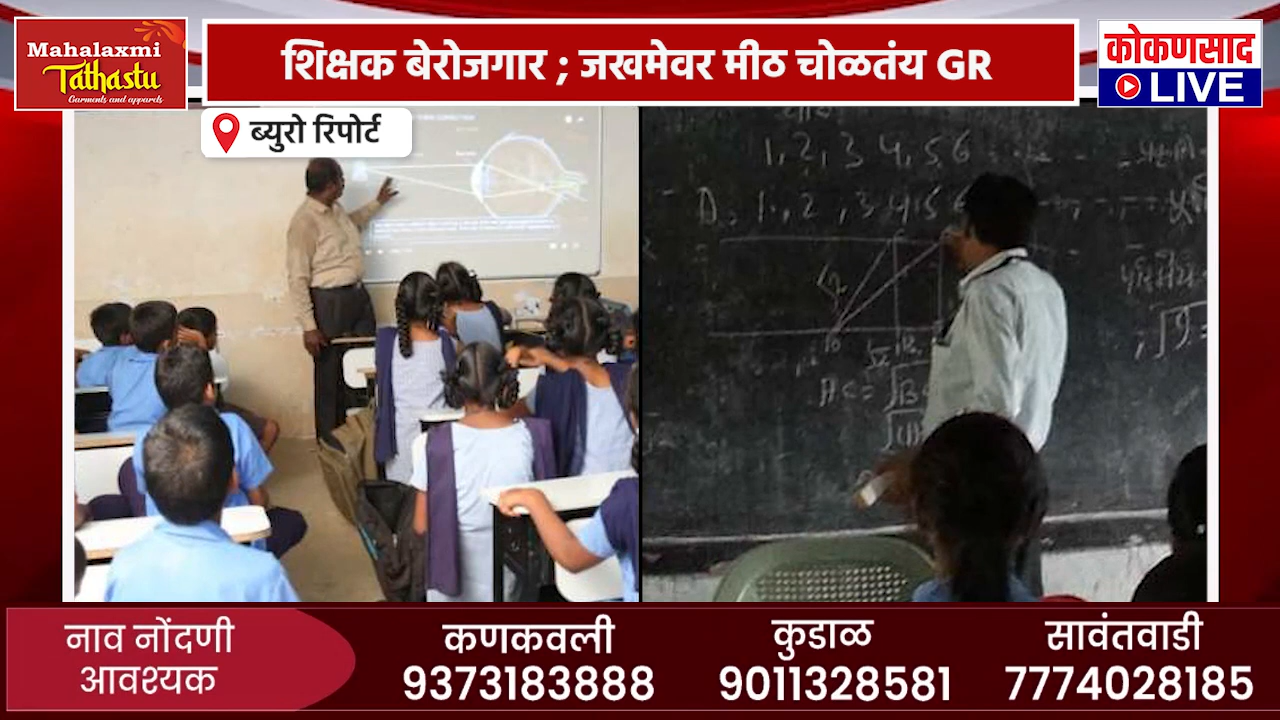 Mahalaxmi
Tathastu
Garments and apparels
शिक्षक बेरोजगार ; जखमेवर मीठ चोळतंय GR
कोकणसाद
LIVE
ब्युरो रिपोर्ट
1, 2, 3 4, 5 6
नाव नोंदणी
आवश्यक
कणकवली
9373183888
कुडाळ
9011328581
सावंतवाडी
7774028185